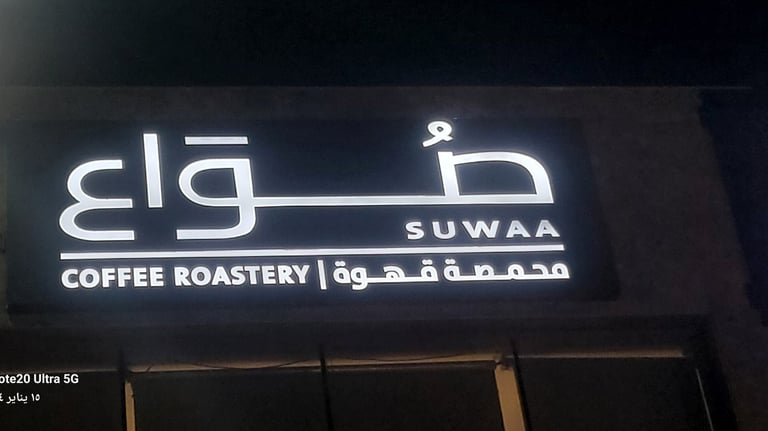 صُوَاع
SUWAA
COFFEE ROASTERY | محمصة قهوة
ote20 Ultra 5G
١٥ يناير